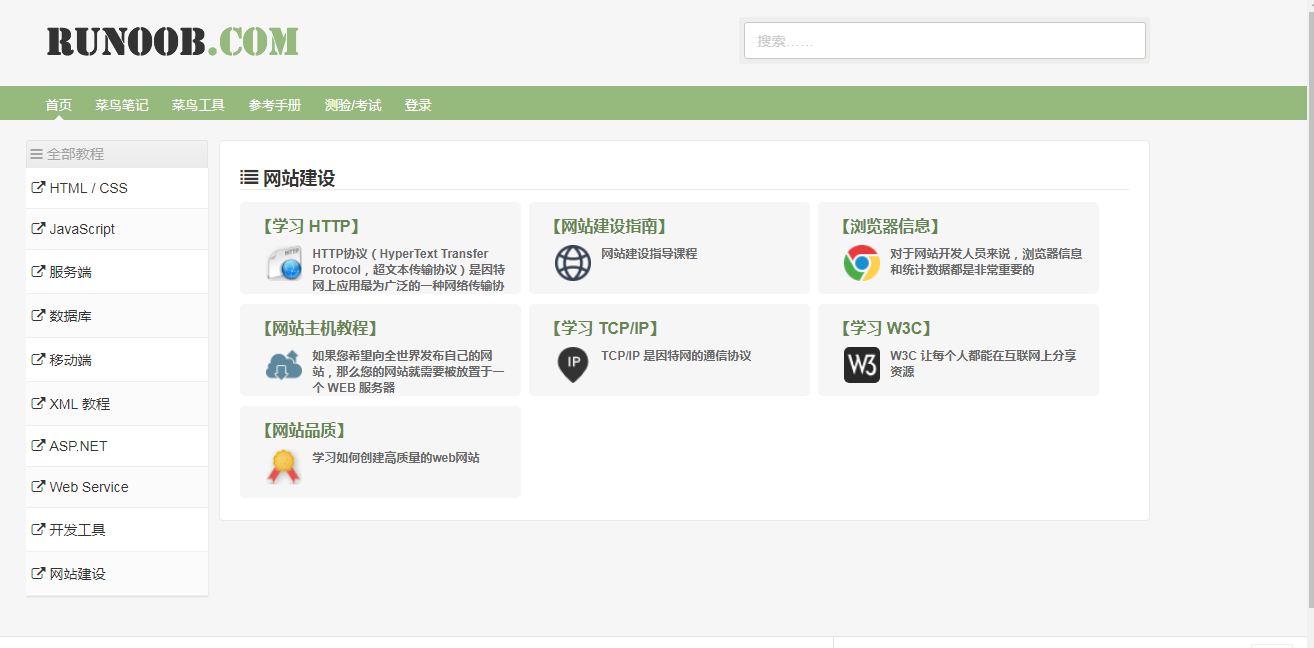 RUNOOB.COM
搜索……
首页 菜鸟笔记 菜鸟工具 参考手册 测验/考试 登录
全部教程
HTML / CSS
JavaScript
服务端
数据库
移动端
XML 教程
ASP.NET
Web Service
开发工具
网站建设
网站建设
【学习 HTTP】
HTTP
HTTP协议（HyperText Transfer
Protocol，超文本传输协议）是因特
网上应用最为广泛的一种网络传输协
【网站建设指南】
网站建设指导课程
【浏览器信息】
对于网站开发人员来说，浏览器信息
和统计数据都是非常重要的
【网站主机教程】
如果您希望向全世界发布自己的网
站，那么您的网站就需要被放置于一
个 WEB 服务器
【学习 TCP/IP】
IP
TCP/IP 是因特网的通信协议
【学习 W3C】
W3
W3C 让每个人都能在互联网上分享
资源
【网站品质】
学习如何创建高质量的web网站